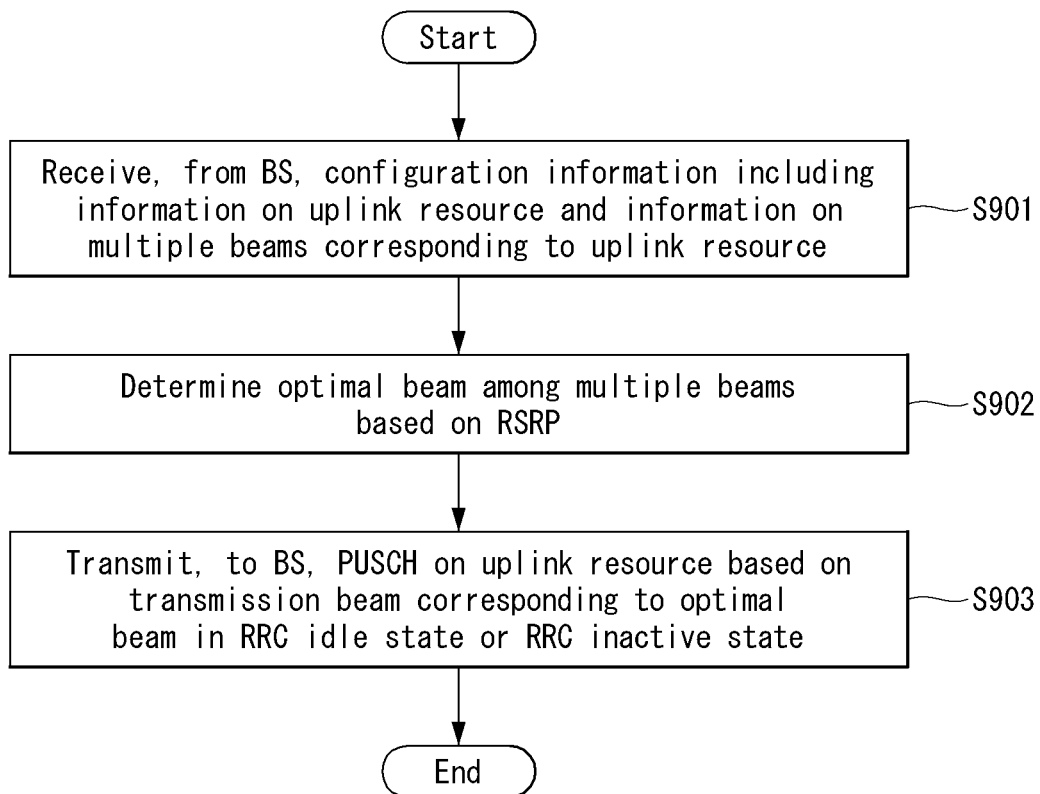 Start
Receive, from BS, configuration information including
information on uplink resource and information on
multiple beams corresponding to uplink resource
S901
Determine optimal beam among multiple beams
based on RSRP
S902
Transmit, to BS, PUSCH on uplink resource based on
transmission beam corresponding to optimal
beam in RRC idle state or RRC inactive state
S903
End